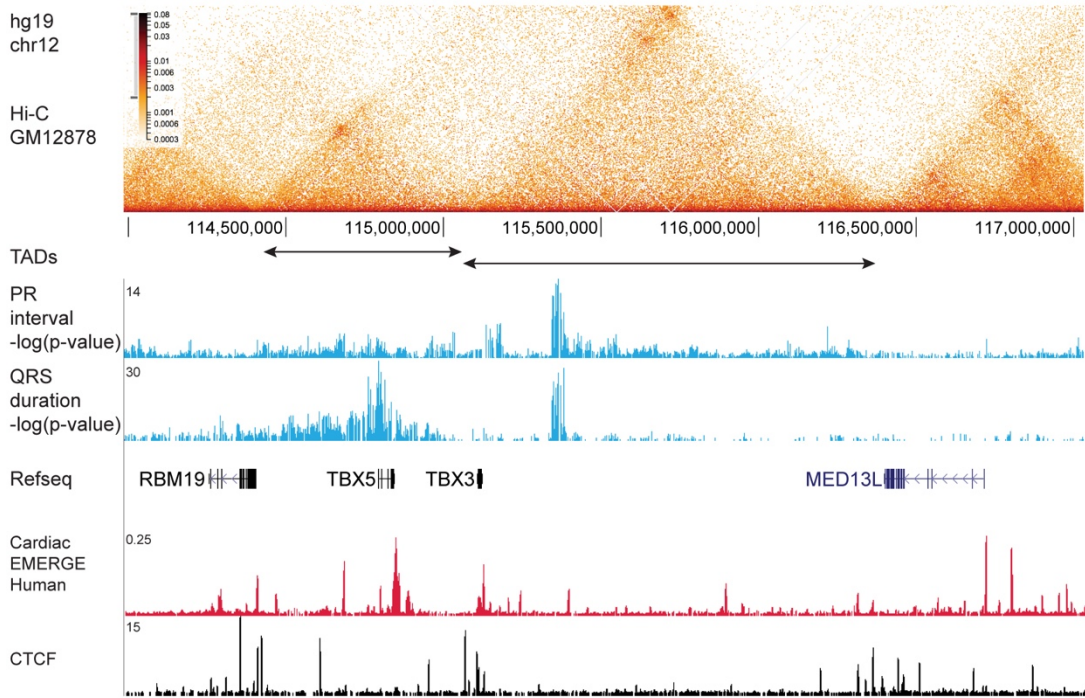 hg19
chr12
0.08
0.05
0.03
0.01
0.006
0.003
0.001
0.0006
0.0003
Hi-C
GM12878
114,500,000 115,000,000 115,500,000 116,000,000 116,500,000 117,000,000
TADs
PR
interval
-log(p-value)
14
QRS
duration
-log(p-value)
30
Refseq
RBM19 TBX5 TBX3 MED13L
Cardiac
EMERGE
Human
0.25
CTCF
15